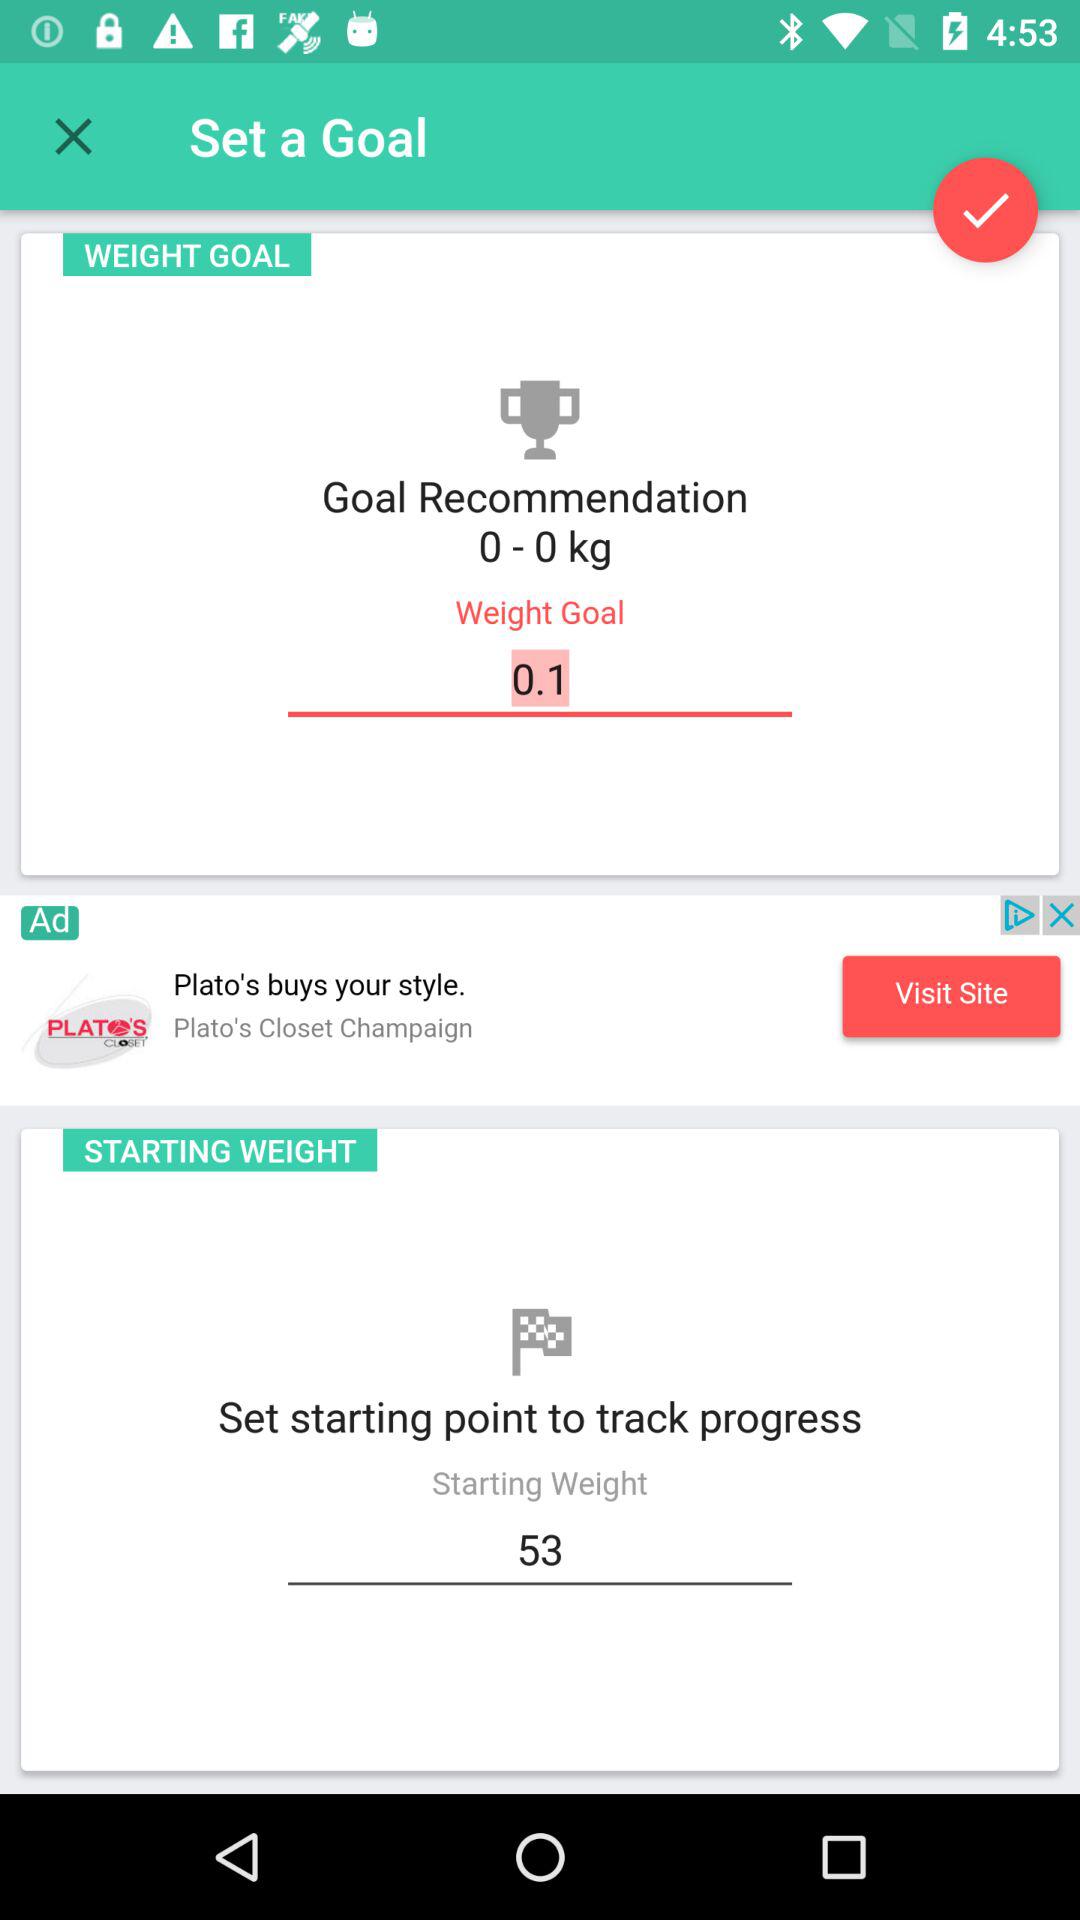 FAKE
4:53
Set a Goal
WEIGHT GOAL
Goal Recommendation
0 - 0 kg
Weight Goal
0.1
Ad
Plato's buys your style.
PLATO'S
CLOSET
Plato's Closet Champaign
Visit Site
STARTING WEIGHT
Set starting point to track progress
Starting Weight
53